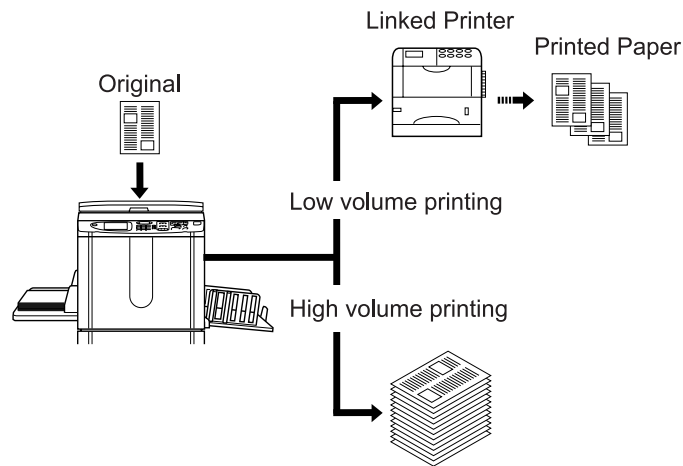 Linked Printer
Printed Paper
Original
Low volume printing
High volume printing